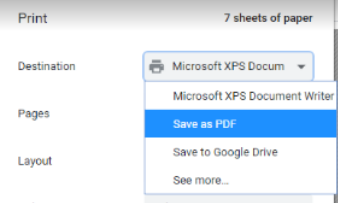 Print 7 sheets of paper
Destination Microsoft XPS Docum
Microsoft XPS Document Writer
Pages
Save as PDF
Save to Google Drive
Layout
See more...